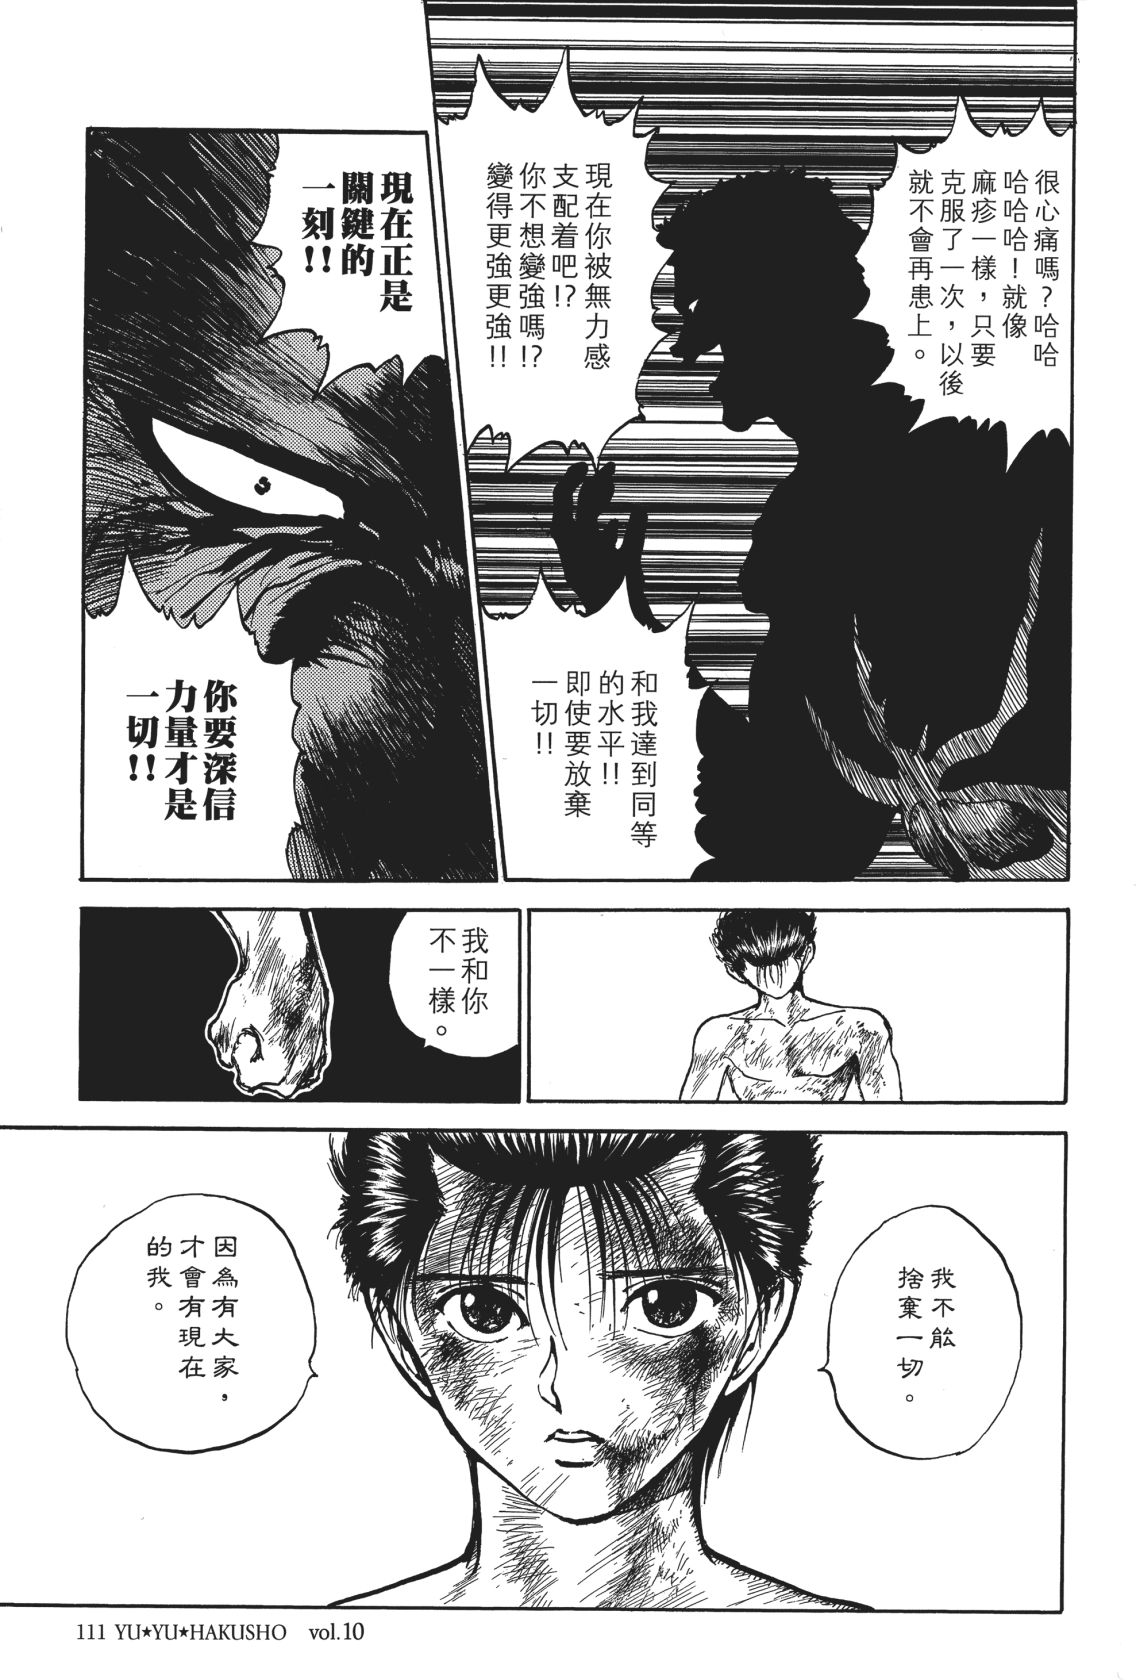 很心痛嗎?哈哈
哈哈哈!就像
麻疹一樣,只要
克服了一次,以後
就不會再患上。
現在你被無力感
支配着吧!?
你不想變強嗎!?
變得更強更強!!
和我達到同等
的水平!!
即使要放棄
一切!!
現在正是
關鍵的
一刻!!
你要深信
力量才是
一切!!
我和你
不一樣。
我不能
捨棄一切。
因為有大家,
才會有現在
的我。
111 YU★YU★HAKUSHO vol.10